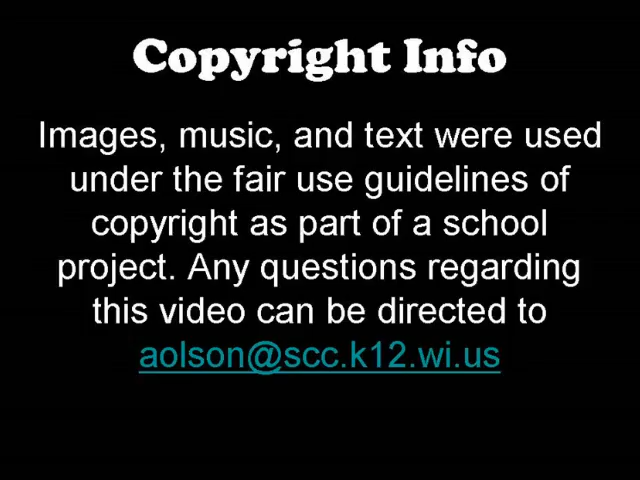 Copyright Info
Images, music, and text were used
under the fair use guidelines of
copyright as part of a school
project. Any questions regarding
this video can be directed to
aolson@scc.k12.wi.us